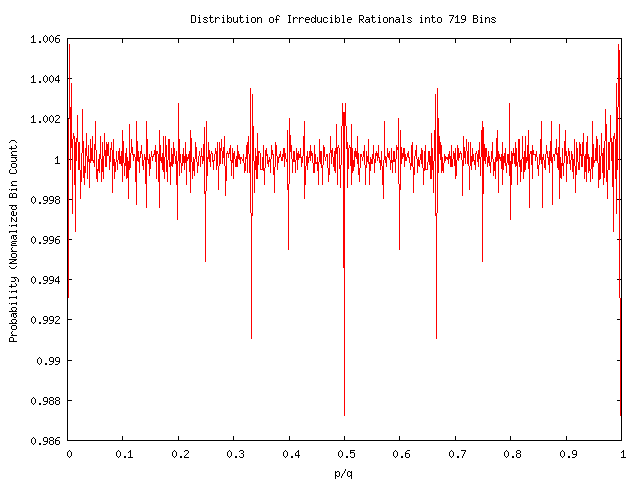 Distribution of Irreducible Rationals into 719 Bins
1.006
1.004
1.002
1
0.998
0.996
0.994
0.992
0.99
0.988
0.986
Probability (Normalized Bin Count)
0 0.1 0.2 0.3 0.4 0.5 0.6 0.7 0.8 0.9 1
p/q